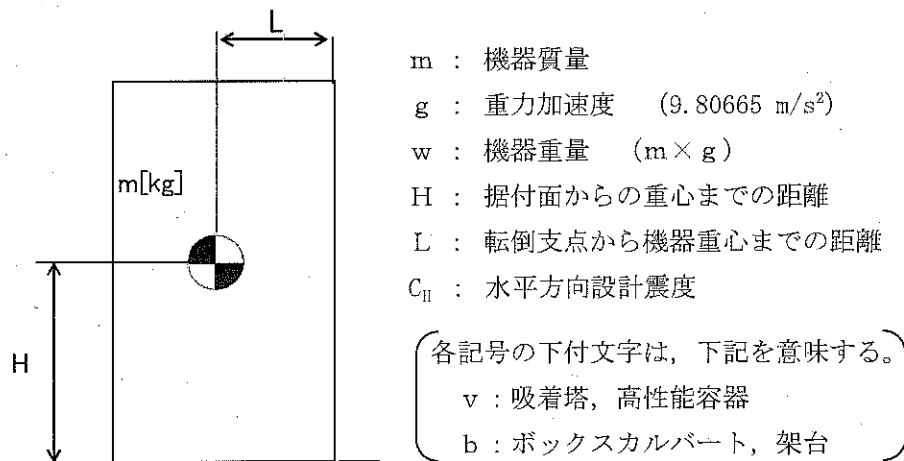 L
m : 機器質量
g : 重力加速度 (9.80665 m/s²)
w : 機器重量 (m×g)
m[kg]
H : 据付面からの重心までの距離
L : 転倒支点から機器重心までの距離
C_H : 水平方向設計震度
H
各記号の下付文字は，下記を意味する。
v : 吸着塔，高性能容器
b : ボックスカルバート，架台